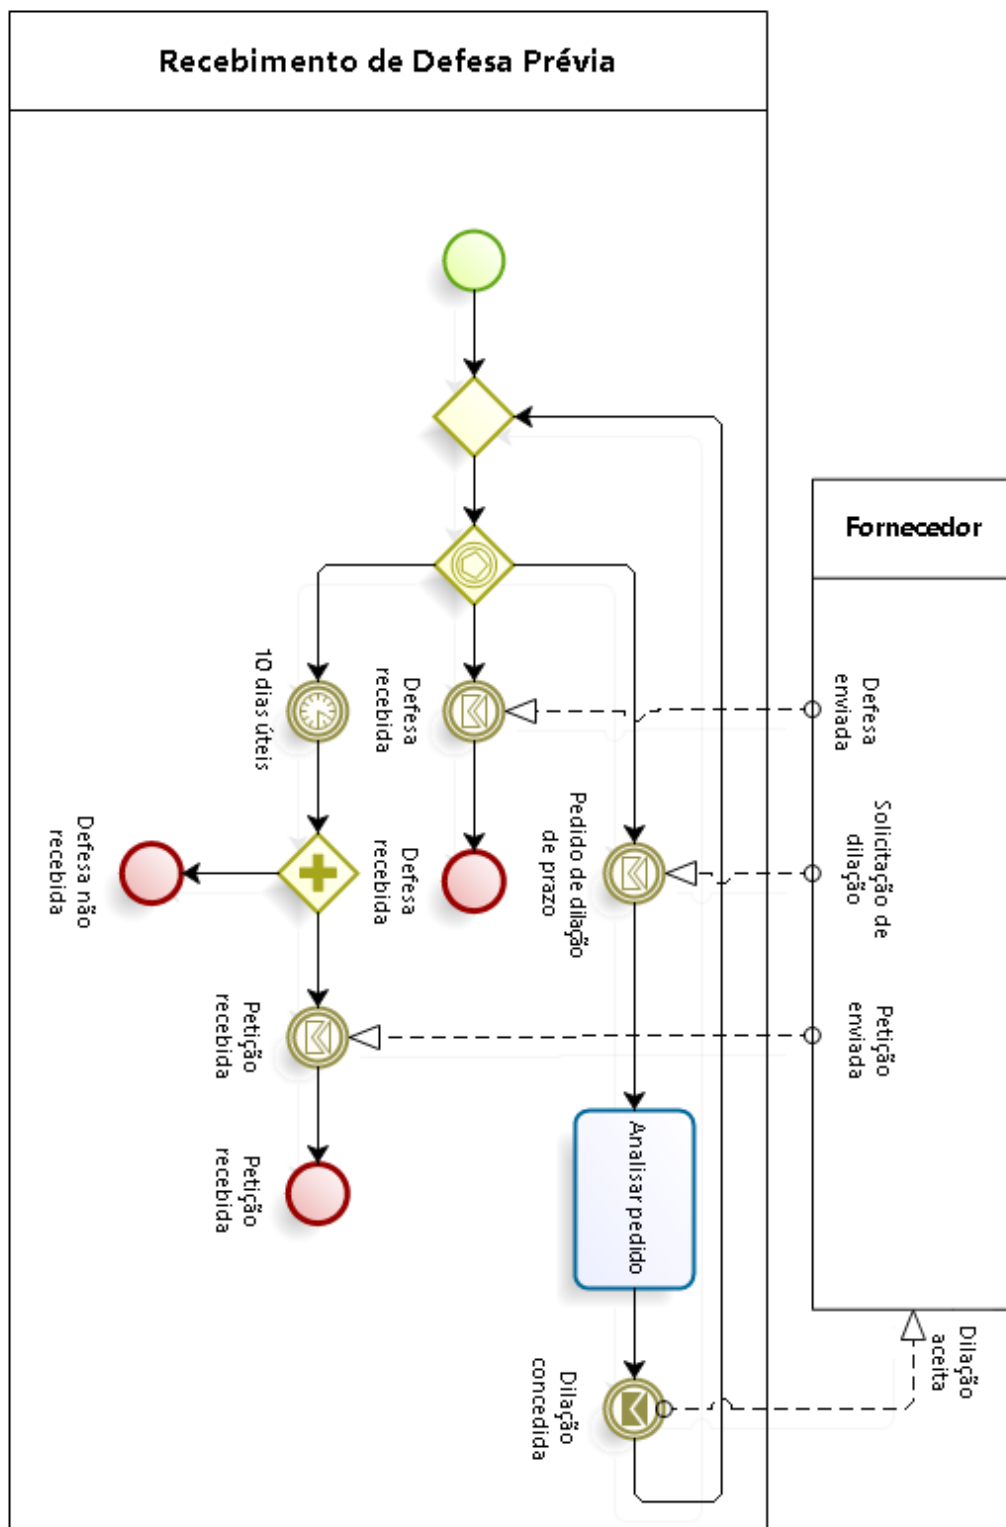 Recebimento de Defesa Prévia
Fornecedor
10 dias úteis
Defesa
recebida
Defesa
enviada
Defesa não
recebida
Defesa
recebida
Pedido de dilação
de prazo
Solicitação de
dilação
Petição
recebida
Petição
enviada
Petição
recebida
Analisar pedido
Dilação
concedida
Dilação
aceita